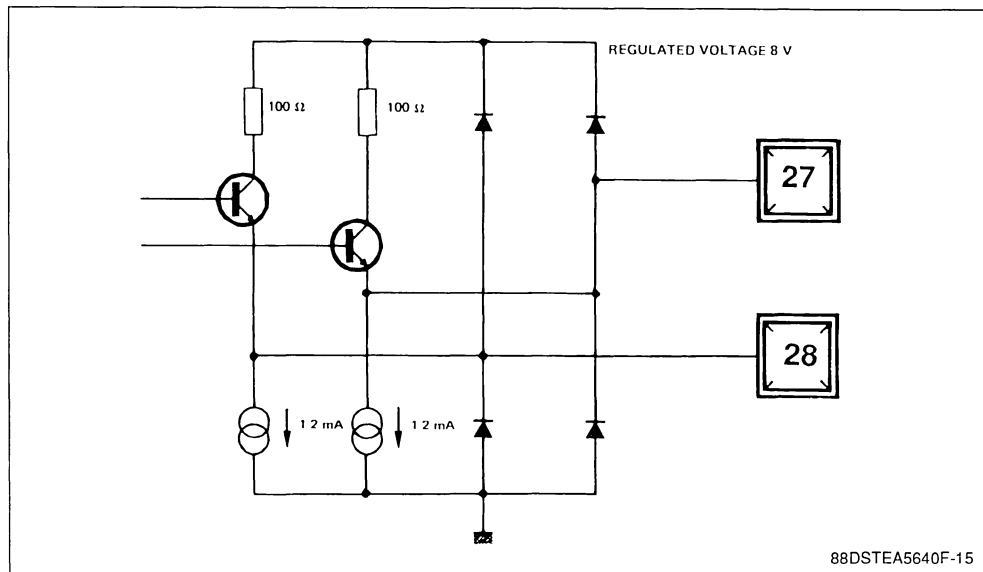 REGULATED VOLTAGE 8 V
100 Ω
100 Ω
27
28
1 2 mA
1 2 mA
88DSTEA5640F-15